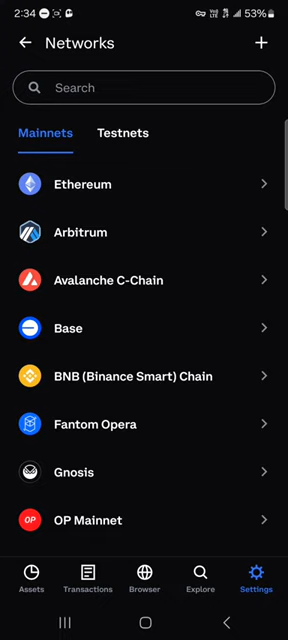 2:34
53%
Networks
Search
Mainnets Testnets
Ethereum
Arbitrum
Avalanche C-Chain
Base
BNB (Binance Smart) Chain
Fantom Opera
Gnosis
OP OP Mainnet
Assets Transactions Browser Explore Settings